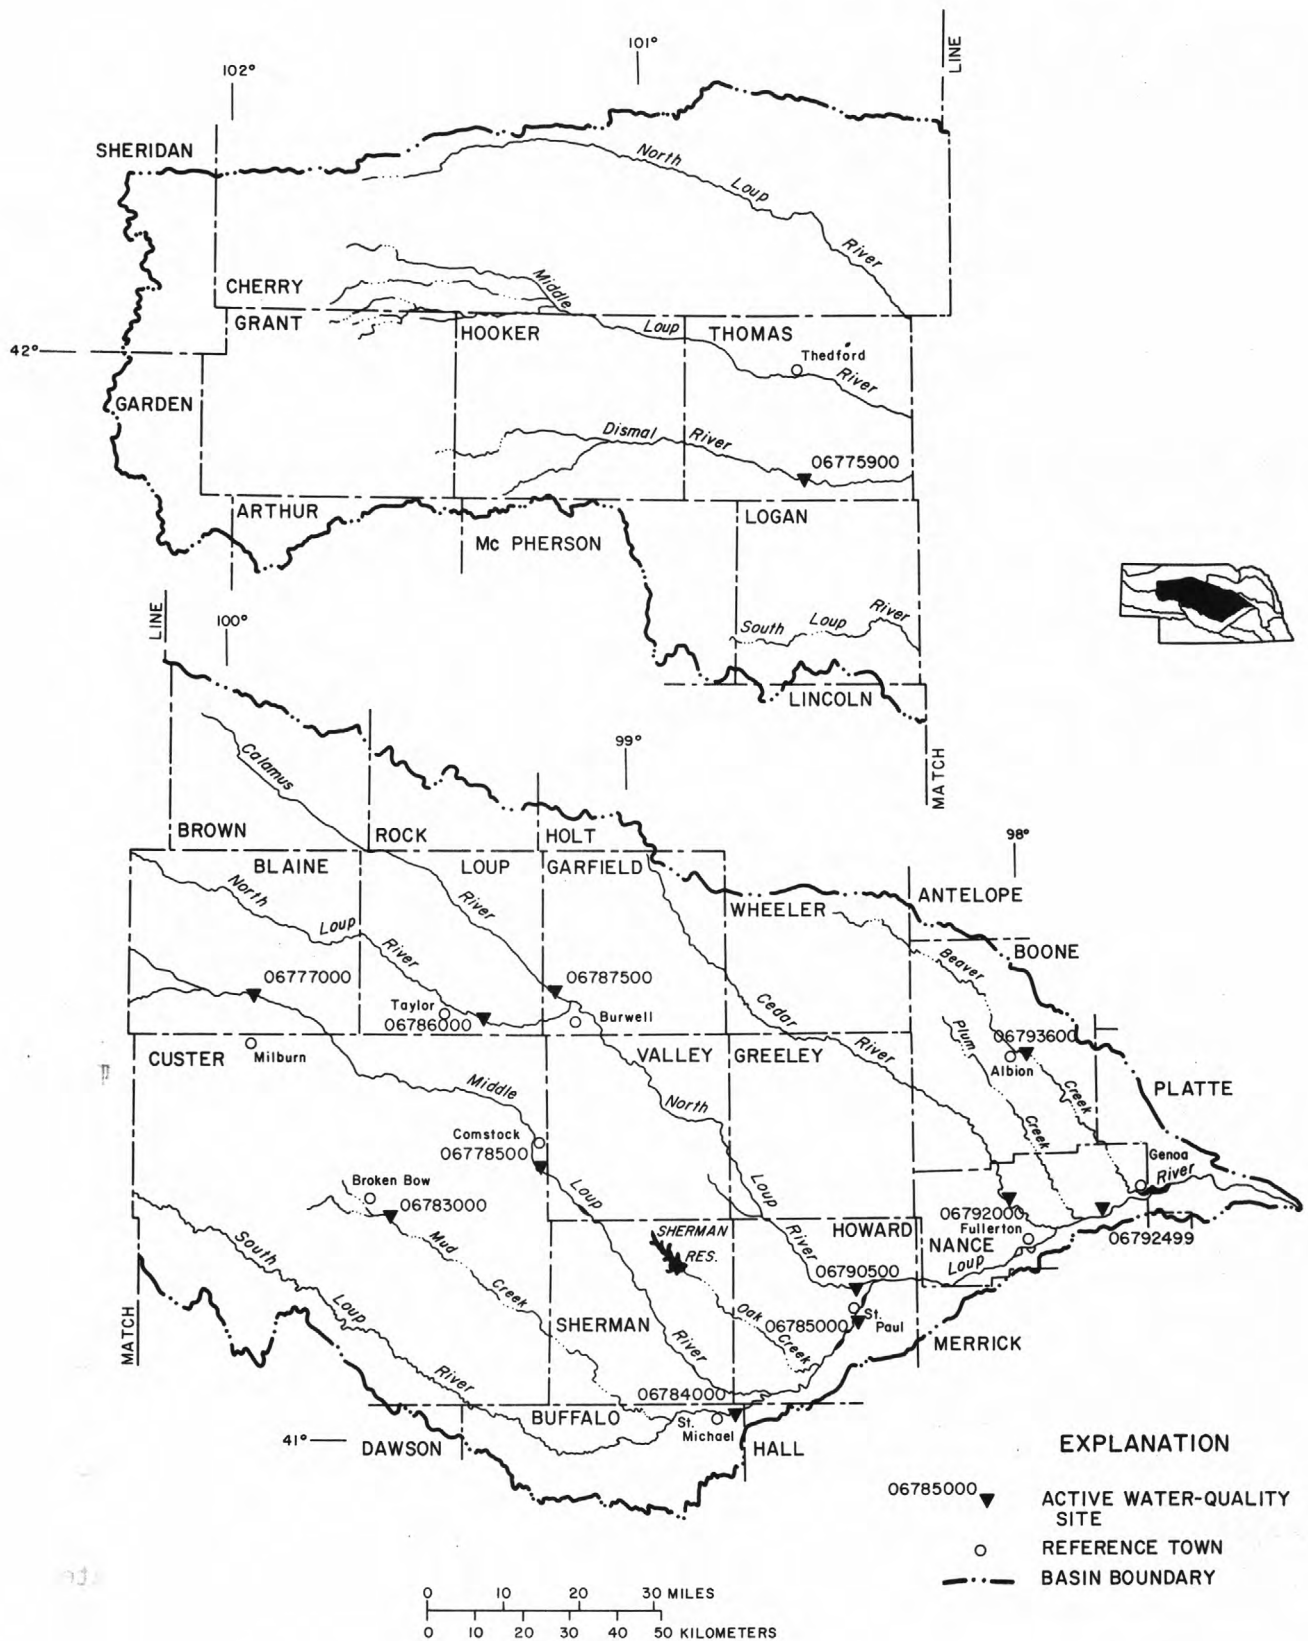 LINE
101°
102°
SHERIDAN
North
Loup
River
Middle
CHERRY
GRANT
HOOKER
Loup
THOMAS
42°
Thedford
River
GARDEN
Dismal
River
06775900
ARTHUR
LOGAN
Mc PHERSON
LINE
100°
South
Loup
River
LINCOLN
99°
MATCH
Calamus
BROWN
ROCK
HOLT
98°
BLAINE
LOUP
GARFIELD
ANTELOPE
North
WHEELER
Loup
River
River
BOONE
Beaver
06777000
06787500
Taylor
06786000
Burwell
Cedar
Plum
06793600
CUSTER
Milburn
VALLEY
GREELEY
River
Albion
Middle
North
Creek
PLATTE
Comstock
06778500
Creek
Genoa
River
Broken Bow
06783000
Loup
Loup
06792000
Fullerton
HOWARD
SHERMAN
RES.
River
NANCE
06792499
South
Mud
Loup
06790500
Creek
Oak
St.
Paul
06785000
Loup
SHERMAN
River
Creek
MERRICK
MATCH
River
06784000
BUFFALO
St.
Michael
41°
DAWSON
HALL
EXPLANATION
06785000
ACTIVE WATER-QUALITY
SITE
REFERENCE TOWN
BASIN BOUNDARY
0 10 20 30 MILES
0 10 20 30 40 50 KILOMETERS